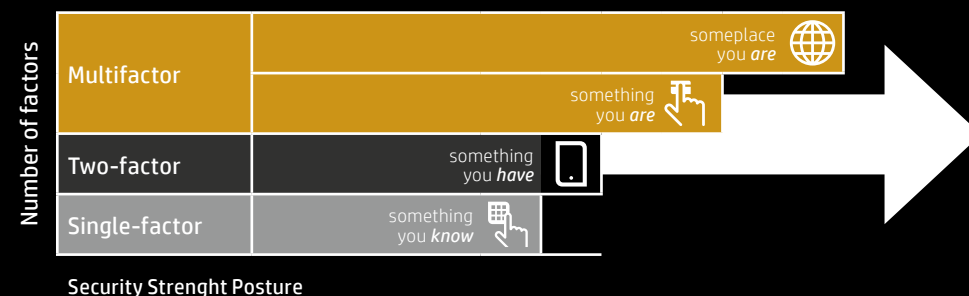 Number of factors
Multifactor
someplace
you are
something
you are
Two-factor
something
you have
Single-factor
something
you know
Security Strenght Posture